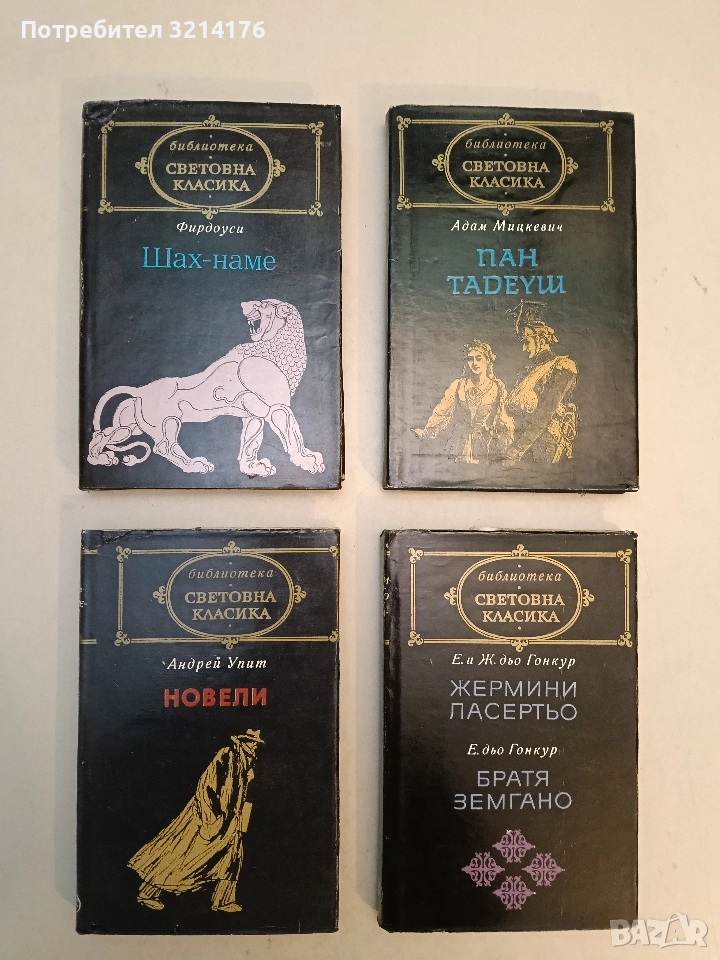 Потребител 3214176
библиотека
СВЕТОВНА
КЛАСИКА
Фирдоуси
Шах-наме
библиотека
СВЕТОВНА
КЛАСИКА
Адам Мицкевич
ПАН
ТАДЕУШ
библиотека
СВЕТОВНА
КЛАСИКА
Андрей Упит
НОВЕЛИ
библиотека
СВЕТОВНА
КЛАСИКА
Е. и Ж. дьо Гонкур
ЖЕРМИНИ
ЛАСЕРТЬО
Е. дьо Гонкур
БРАТЯ
ЗЕМГАНО
BAZAR